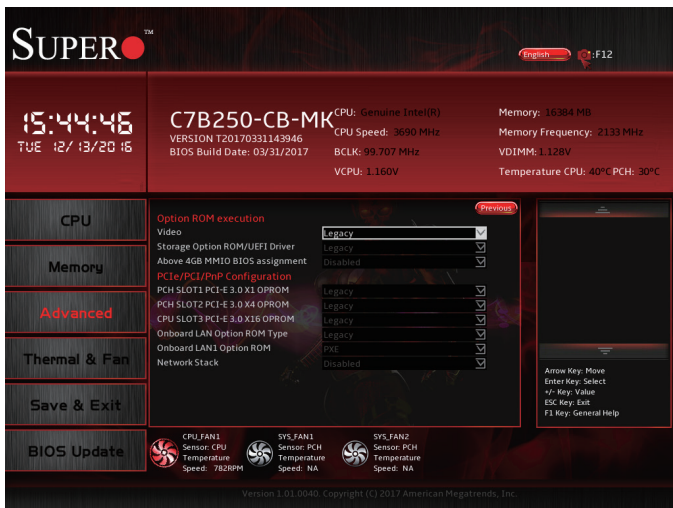 SUPER TM
English :F12
15:44:46
TUE 12/13/2016
C7B250-CB-MK
VERSION T20170331143946
BIOS Build Date: 03/31/2017
CPU: Genuine Intel(R)
CPU Speed: 3690 MHz
BCLK: 99.707 MHz
VCPU: 1.160V
Memory: 16384 MB
Memory Frequency: 2133 MHz
VDIMM: 1.128V
Temperature CPU: 40°C PCH: 30°C
CPU
Memory
Advanced
Thermal & Fan
Save & Exit
BIOS Update
Previous
Option ROM execution
Video Legacy
Storage Option ROM/UEFI Driver Legacy
Above 4GB MMIO BIOS assignment Disabled
PCIe/PCI/PnP Configuration
PCH SLOT1 PCI-E 3.0 X1 OPROM Legacy
PCH SLOT2 PCI-E 3.0 X4 OPROM Legacy
CPU SLOT3 PCI-E 3.0 X16 OPROM Legacy
Onboard LAN Option ROM Type Legacy
Onboard LAN1 Option ROM PXE
Network Stack Disabled
Arrow Key: Move
Enter Key: Select
+/- Key: Value
ESC Key: Exit
F1 Key: General Help
CPU_FAN1
Sensor: CPU
Temperature
Speed: 782RPM
SYS_FAN1
Sensor: PCH
Temperature
Speed: NA
SYS_FAN2
Sensor: PCH
Temperature
Speed: NA
Version 1.01.0040. Copyright (C) 2017 American Megatrends, Inc.